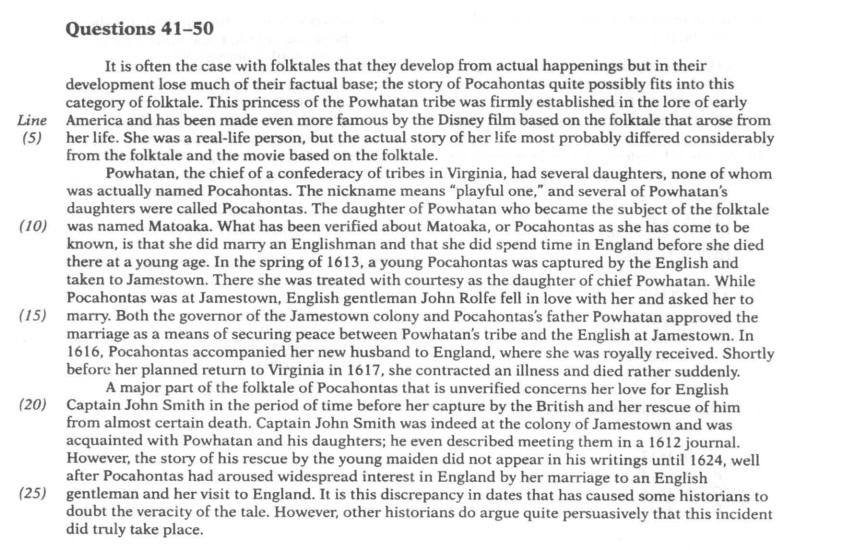 Questions 41–50
It is often the case with folktales that they develop from actual happenings but in their
development lose much of their factual base; the story of Pocahontas quite possibly fits into this
category of folktale. This princess of the Powhatan tribe was firmly established in the lore of early
Line America and has been made even more famous by the Disney film based on the folktale that arose from
(5) her life. She was a real-life person, but the actual story of her life most probably differed considerably
from the folktale and the movie based on the folktale.
Powhatan, the chief of a confederacy of tribes in Virginia, had several daughters, none of whom
was actually named Pocahontas. The nickname means "playful one," and several of Powhatan's
daughters were called Pocahontas. The daughter of Powhatan who became the subject of the folktale
(10) was named Matoaka. What has been verified about Matoaka, or Pocahontas as she has come to be
known, is that she did marry an Englishman and that she did spend time in England before she died
there at a young age. In the spring of 1613, a young Pocahontas was captured by the English and
taken to Jamestown. There she was treated with courtesy as the daughter of chief Powhatan. While
Pocahontas was at Jamestown, English gentleman John Rolfe fell in love with her and asked her to
(15) marry. Both the governor of the Jamestown colony and Pocahontas's father Powhatan approved the
marriage as a means of securing peace between Powhatan's tribe and the English at Jamestown. In
1616, Pocahontas accompanied her new husband to England, where she was royally received. Shortly
before her planned return to Virginia in 1617, she contracted an illness and died rather suddenly.
A major part of the folktale of Pocahontas that is unverified concerns her love for English
(20) Captain John Smith in the period of time before her capture by the British and her rescue of him
from almost certain death. Captain John Smith was indeed at the colony of Jamestown and was
acquainted with Powhatan and his daughters; he even described meeting them in a 1612 journal.
However, the story of his rescue by the young maiden did not appear in his writings until 1624, well
after Pocahontas had aroused widespread interest in England by her marriage to an English
(25) gentleman and her visit to England. It is this discrepancy in dates that has caused some historians to
doubt the veracity of the tale. However, other historians do argue quite persuasively that this incident
did truly take place.